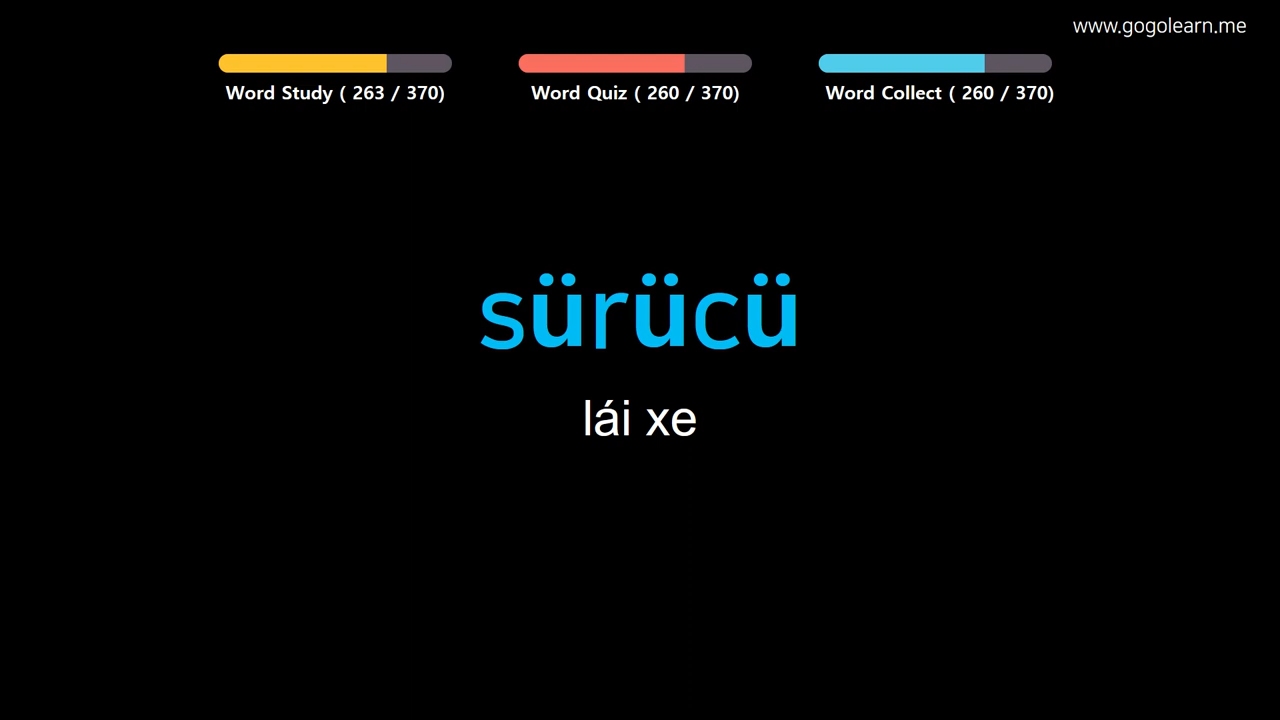 www.gogolearn.me
Word Study ( 263 / 370)
Word Quiz ( 260 / 370)
Word Collect ( 260 / 370)
sürücü
lái xe